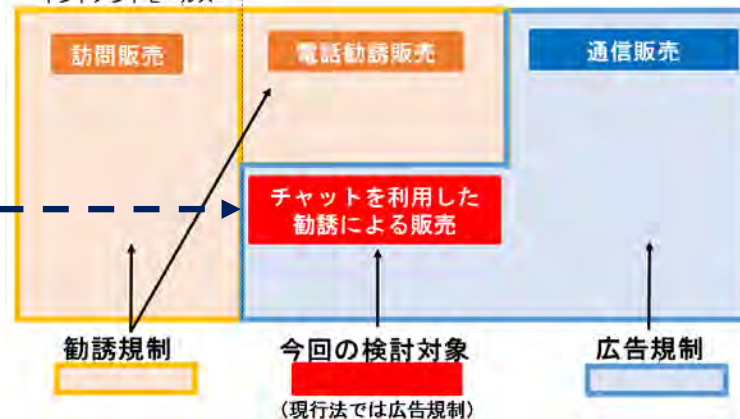 訪問販売
電話勧誘販売
通信販売
チャットを利用した
勧誘による販売
勧誘規制
今回の検討対象
広告規制
(現行法では広告規制)